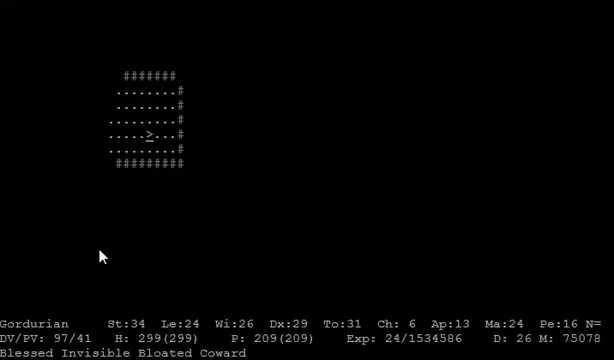 #######
........#
........#
.........#
.....>...#
.........#
#########
Gordurian St:34 Le:24 Wi:26 Dx:29 To:31 Ch: 6 Ap:13 Ma:24 Pe:16 N=
DV/PV: 97/41 H: 299(299) P: 209(209) Exp: 24/1534586 D: 26 M: 75078
Blessed Invisible Bloated Coward